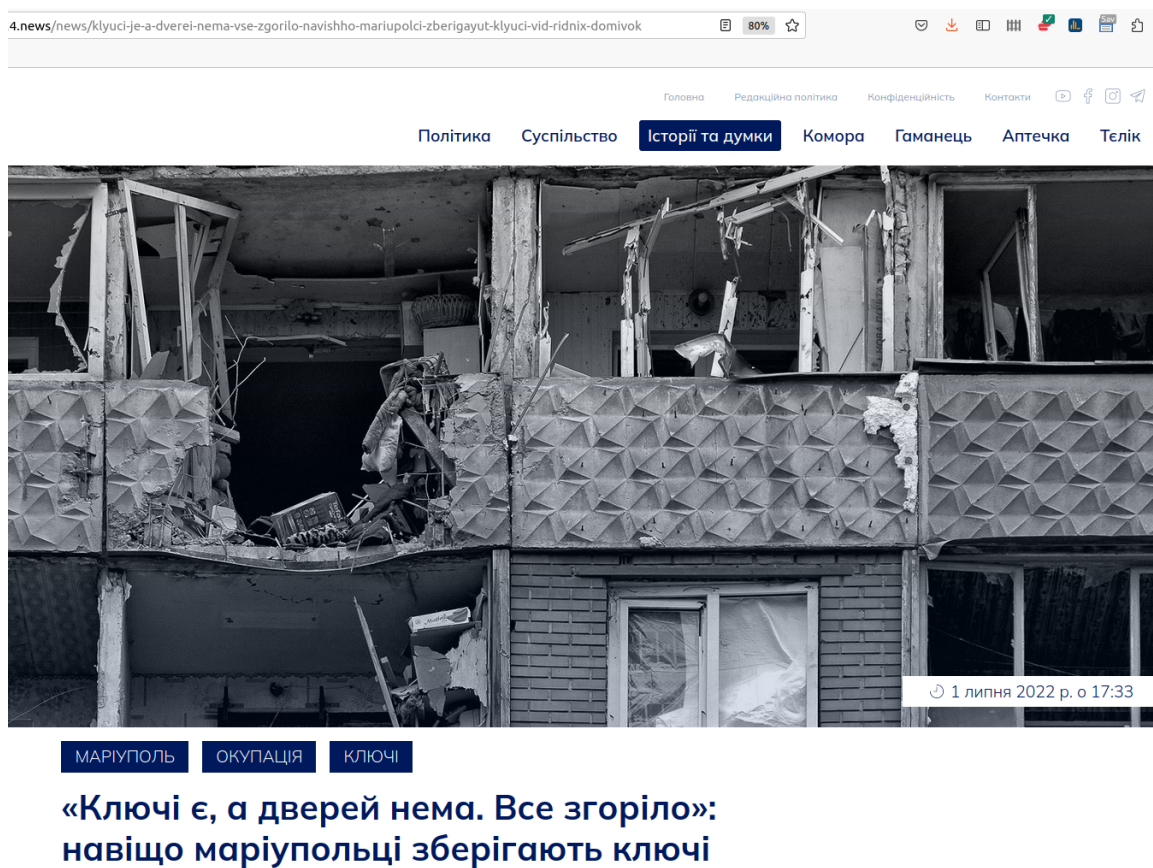 4.news/news/klyuci-je-a-dverei-nema-vse-zgorilo-navishho-mariupolci-zberigayut-klyuci-vid-ridnix-domivok
80%
Sav
Головна Редакційна політика Конфіденційність Контакти
Політика Суспільство Історії та думки Комора Гаманець Аптечка Тєлік
1 липня 2022 р. о 17:33
МАРІУПОЛЬ ОКУПАЦІЯ КЛЮЧІ
«Ключі є, а дверей нема. Все згоріло»:
навіщо маріупольці зберігають ключі